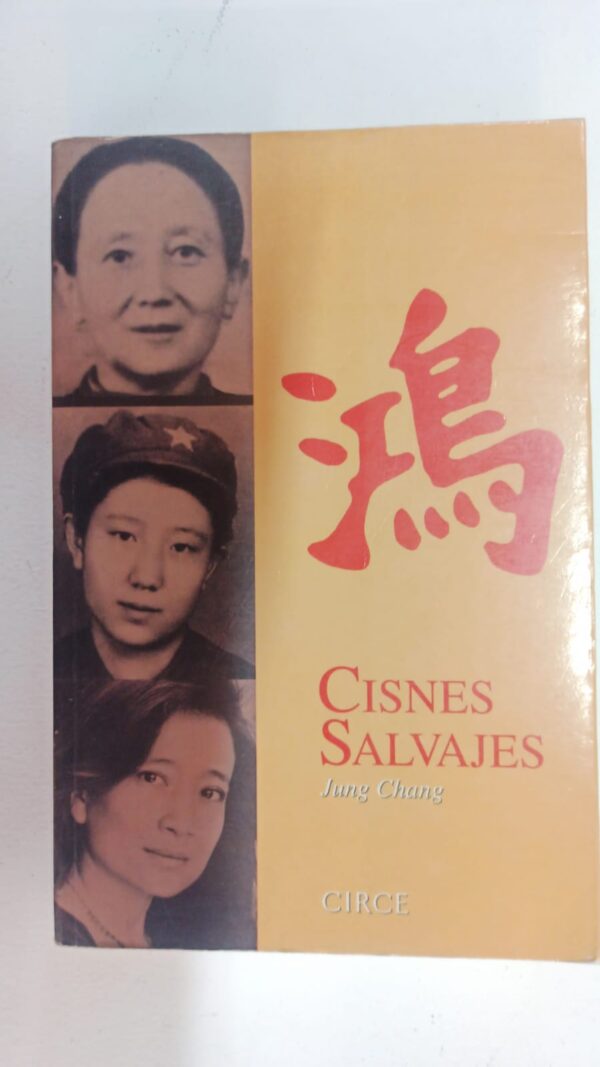 鴻
CISNES
SALVAJES
Jung Chang
CIRCE